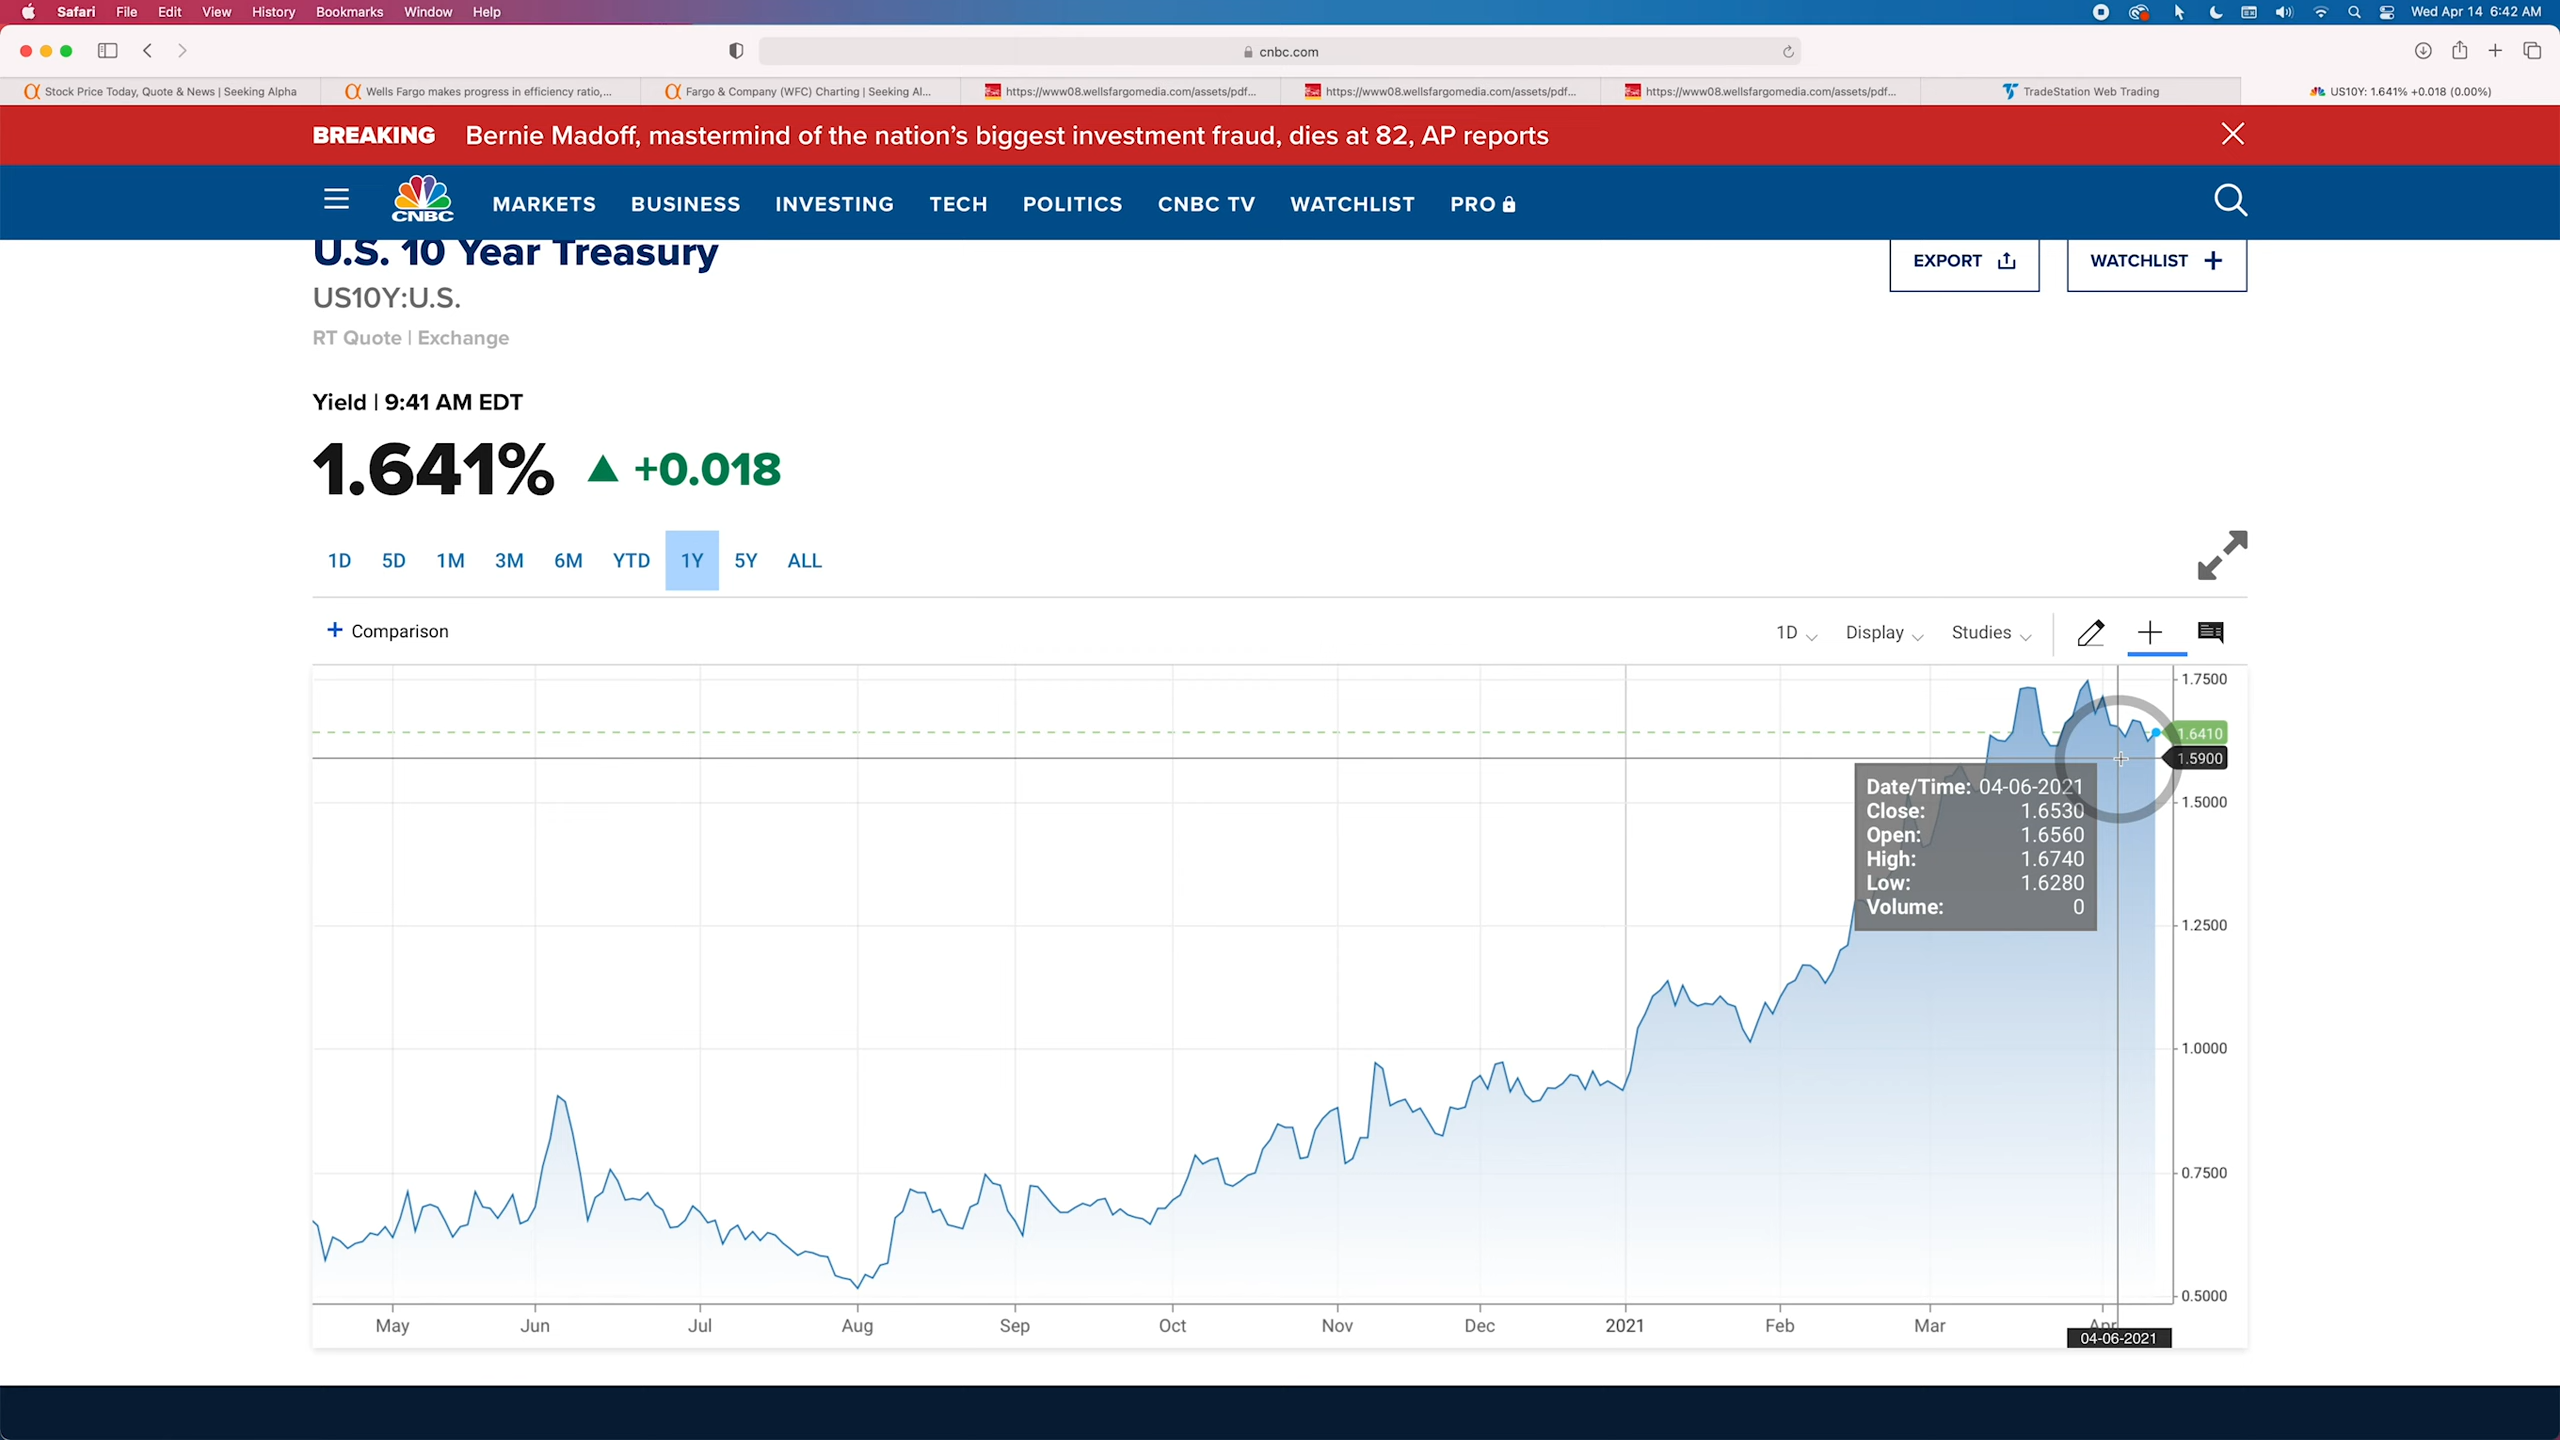 Safari File Edit View History Bookmarks Window Help
Wed Apr 14 6:42 AM
cnbc.com
Stock Price Today, Quote & News | Seeking Alpha
Wells Fargo makes progress in efficiency ratio,...
Fargo & Company (WFC) Charting | Seeking Al...
https://www08.wellsfargomedia.com/assets/pdf...
https://www08.wellsfargomedia.com/assets/pdf...
https://www08.wellsfargomedia.com/assets/pdf...
TradeStation Web Trading
US10Y: 1.641% +0.018 (0.00%)
BREAKING Bernie Madoff, mastermind of the nation’s biggest investment fraud, dies at 82, AP reports
CNBC
MARKETS BUSINESS INVESTING TECH POLITICS CNBC TV WATCHLIST PRO
U.S. 10 Year Treasury
EXPORT
WATCHLIST +
US10Y:U.S.
RT Quote | Exchange
Yield | 9:41 AM EDT
1.641% ▲ +0.018
1D 5D 1M 3M 6M YTD 1Y 5Y ALL
+ Comparison
1D Display Studies
1.7500
1.6410
1.5900
1.5000
1.2500
1.0000
0.7500
0.5000
Date/Time: 04-06-2021
Close: 1.6530
Open: 1.6560
High: 1.6740
Low: 1.6280
Volume: 0
May Jun Jul Aug Sep Oct Nov Dec 2021 Feb Mar Apr
04-06-2021